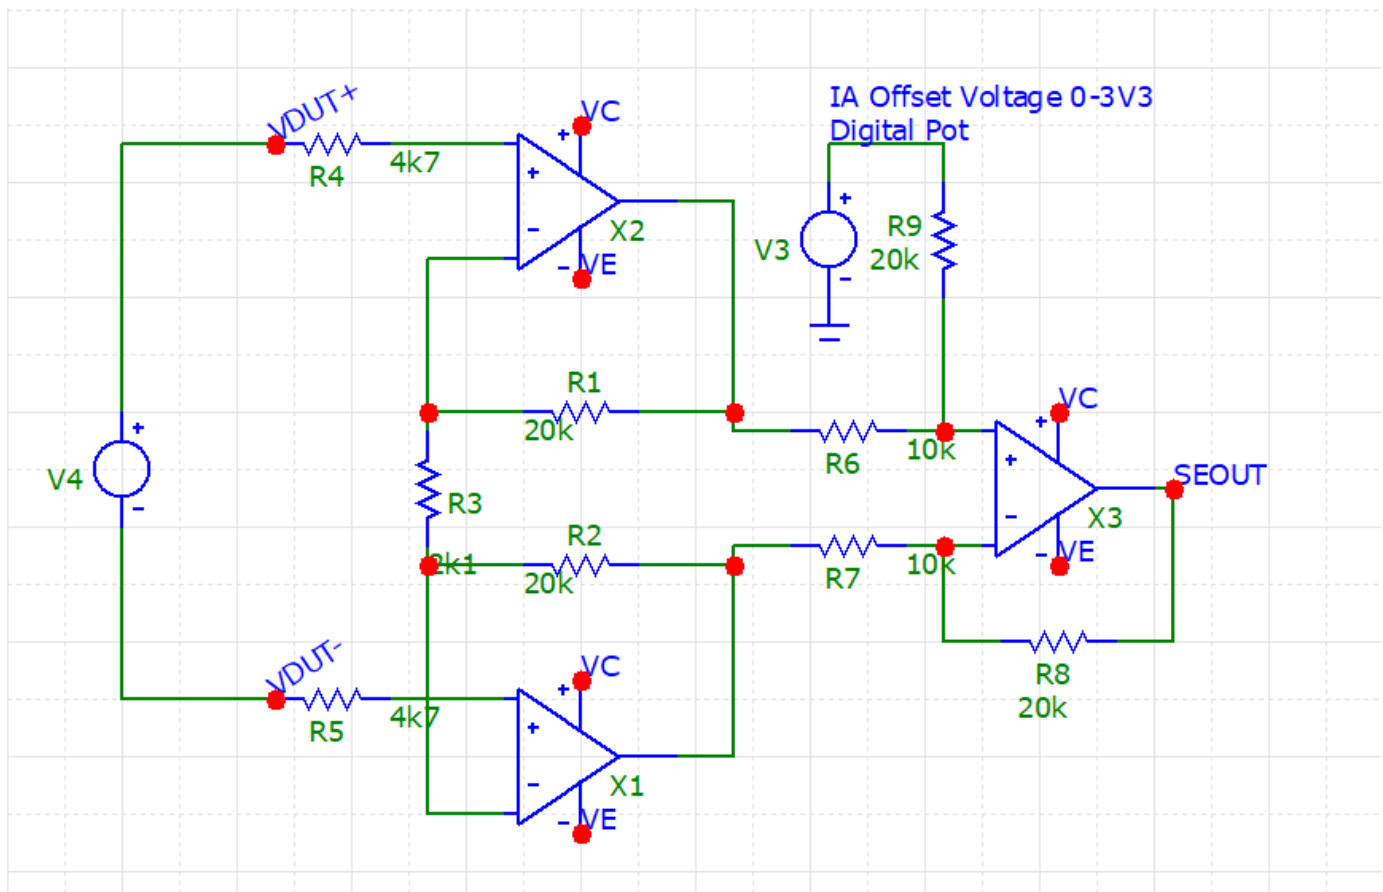 IA Offset Voltage 0-3V3
Digital Pot
VDUT+
R4
4k7
+
VC
+
-
X2
-
VE
V3
+
-
R9
20k
R1
20k
V4
+
-
R3
2k1
R2
20k
R6
10k
R7
10k
+
VC
+
-
X3
-
VE
SEOUT
R8
20k
VDUT-
R5
4k7
+
VC
+
-
X1
-
VE